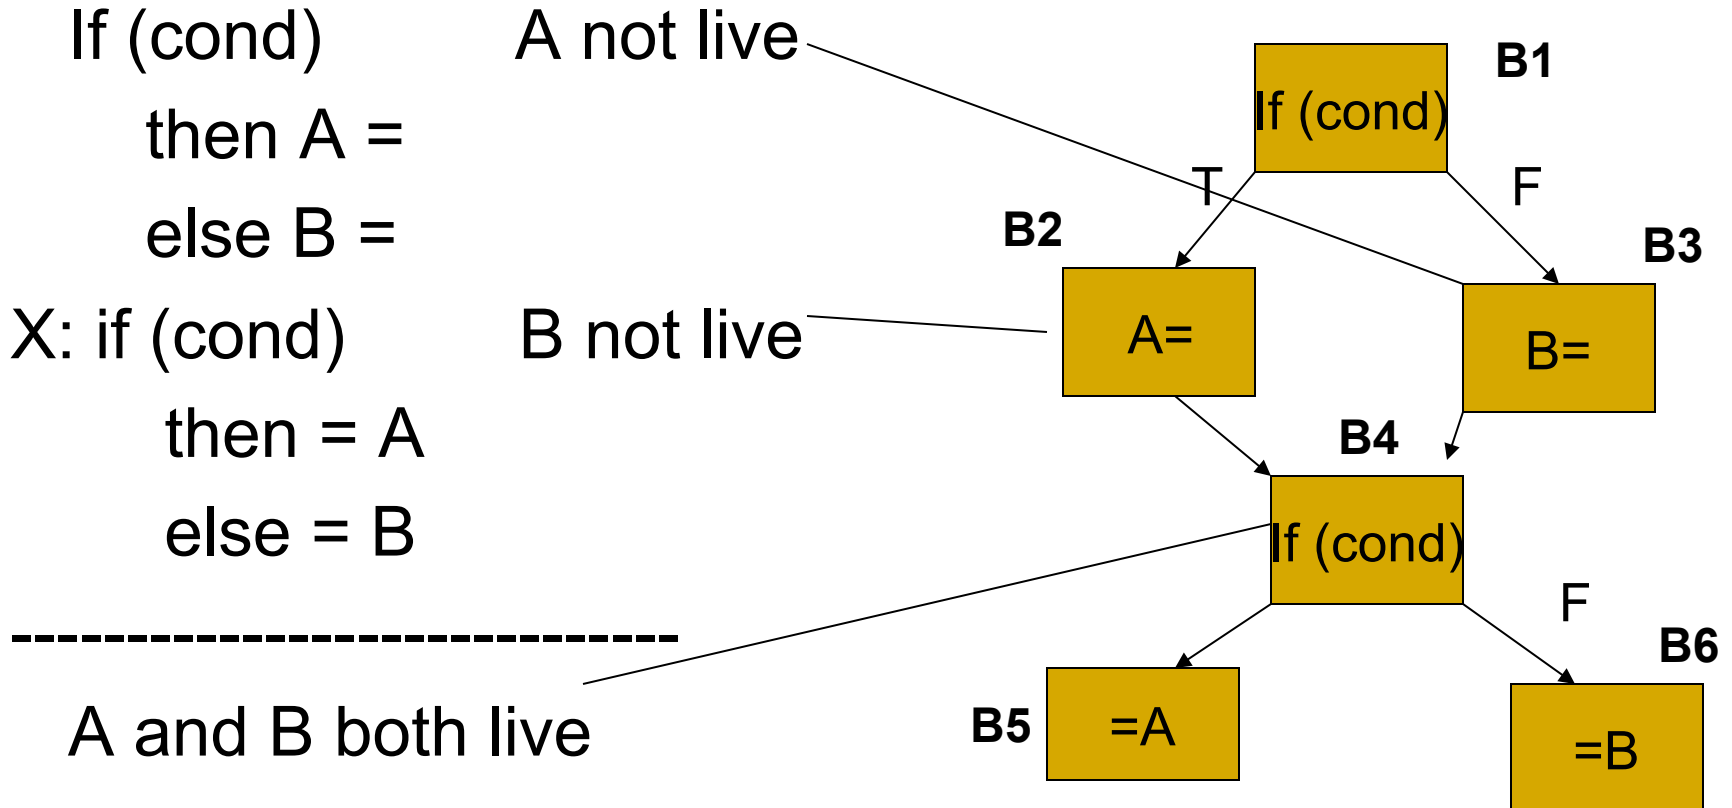 If (cond)
then A =
else B =
X: if (cond)
then = A
else = B
A not live
B not live
A and B both live
B1
If (cond)
T
F
B2
A=
B3
B=
B4
If (cond)
F
B5
=A
B6
=B